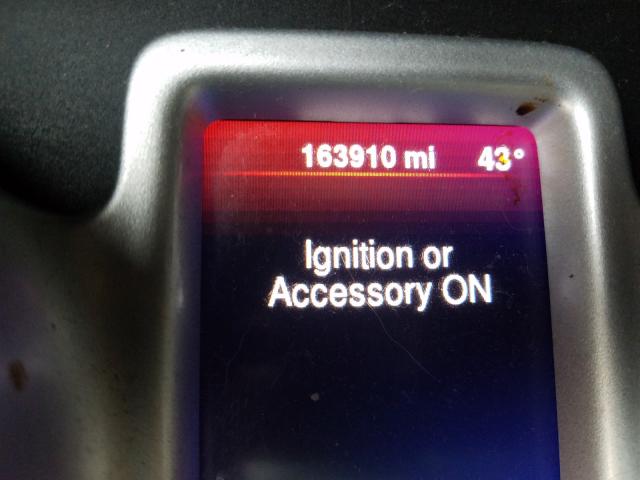 163910 mi 43°
Ignition or
Accessory ON